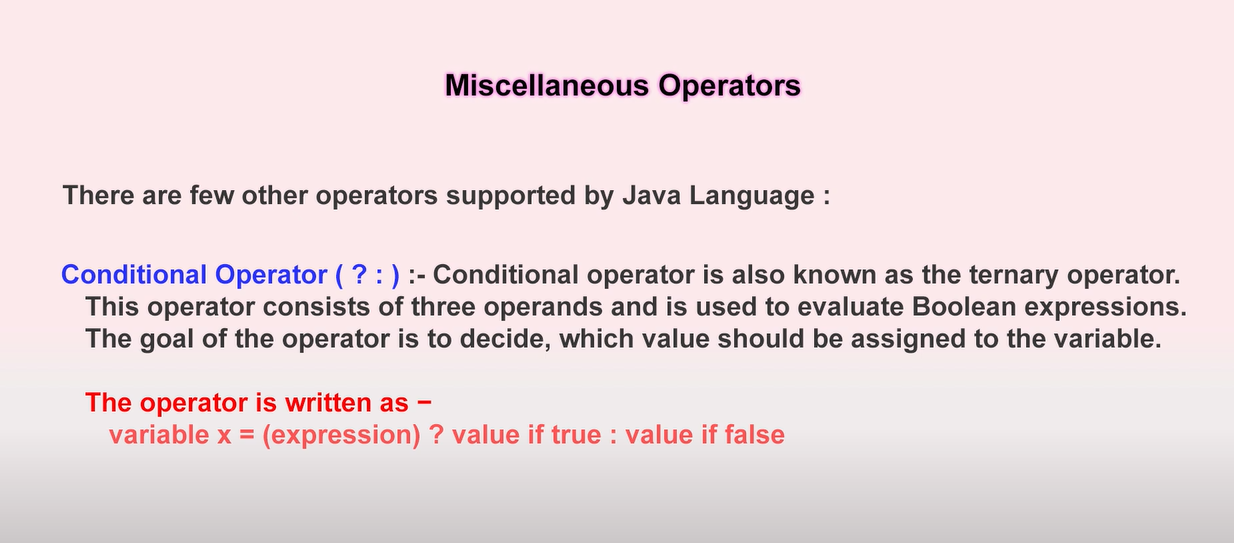 Miscellaneous Operators
There are few other operators supported by Java Language :
Conditional Operator ( ? : ) :- Conditional operator is also known as the ternary operator.
This operator consists of three operands and is used to evaluate Boolean expressions.
The goal of the operator is to decide, which value should be assigned to the variable.
The operator is written as −
variable x = (expression) ? value if true : value if false